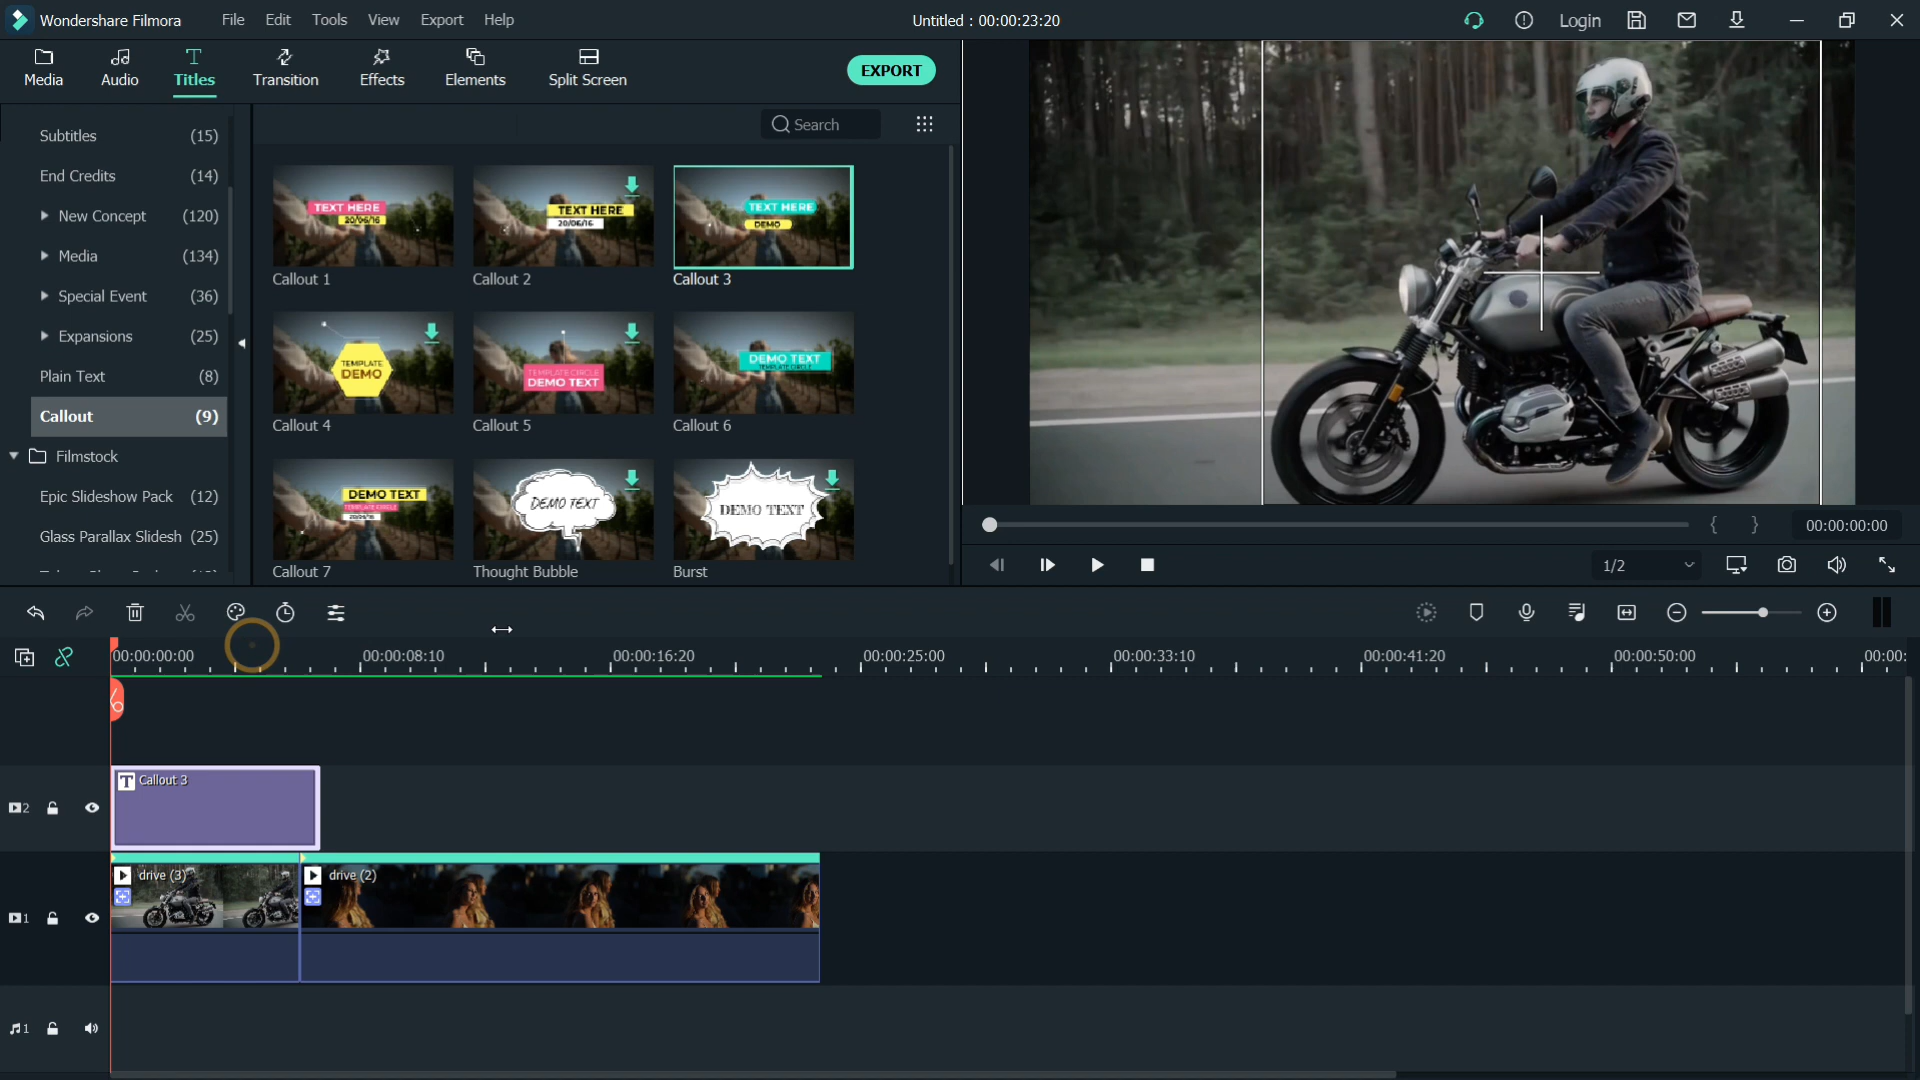 Wondershare Filmora
File Edit Tools View Export Help
Untitled : 00:00:23:20
Login
Media
Audio
Titles
Transition
Effects
Elements
Split Screen
EXPORT
Search
Subtitles (15)
End Credits (14)
New Concept (120)
Media (134)
Special Event (36)
Expansions (25)
Plain Text (8)
Callout (9)
Filmstock
Epic Slideshow Pack (12)
Glass Parallax Slidesh (25)
TEXT HERE
20/06/16
Callout 1
TEXT HERE
20/06/16
Callout 2
TEXT HERE
DEMO
Callout 3
TEMPLATE
DEMO
Callout 4
TEMPLATE CIRCLE
DEMO TEXT
Callout 5
DEMO TEXT
TEMPLATE CIRCLE
Callout 6
DEMO TEXT
TEMPLATE CIRCLE
20/06/16
Callout 7
DEMO TEXT
Thought Bubble
DEMO TEXT
Burst
00:00:00:00
1/2
00:00:00:00 00:00:08:10 00:00:16:20 00:00:25:00 00:00:33:10 00:00:41:20 00:00:50:00 00:00:
2
T Callout 3
1
drive (3)
drive (2)
1